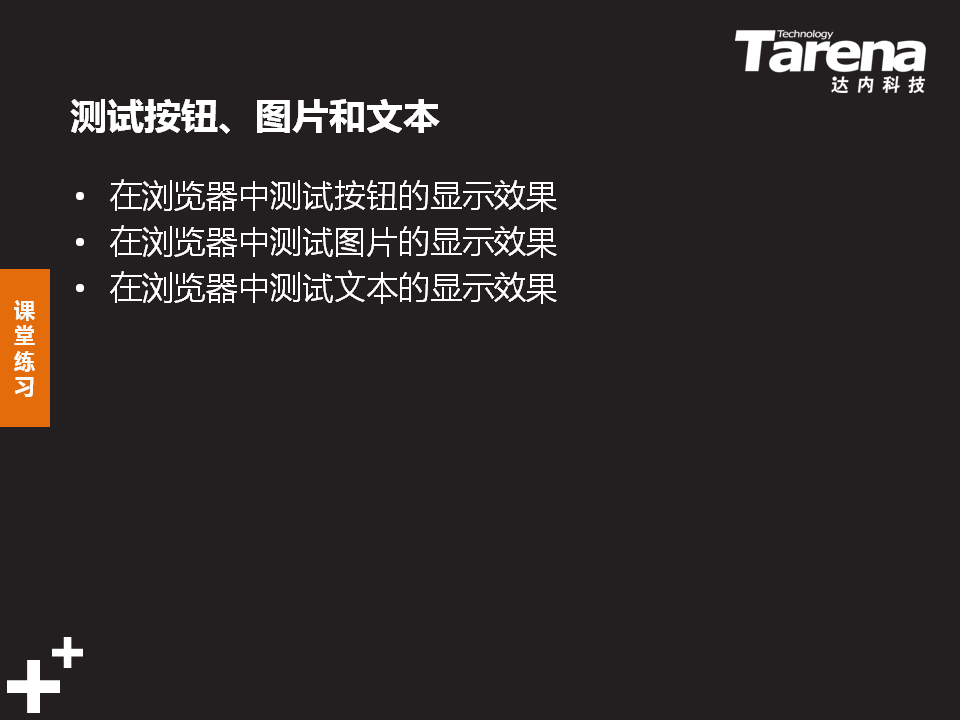 Technology
Tarena
达内科技
测试按钮、图片和文本
• 在浏览器中测试按钮的显示效果
• 在浏览器中测试图片的显示效果
• 在浏览器中测试文本的显示效果
课
堂
练
习